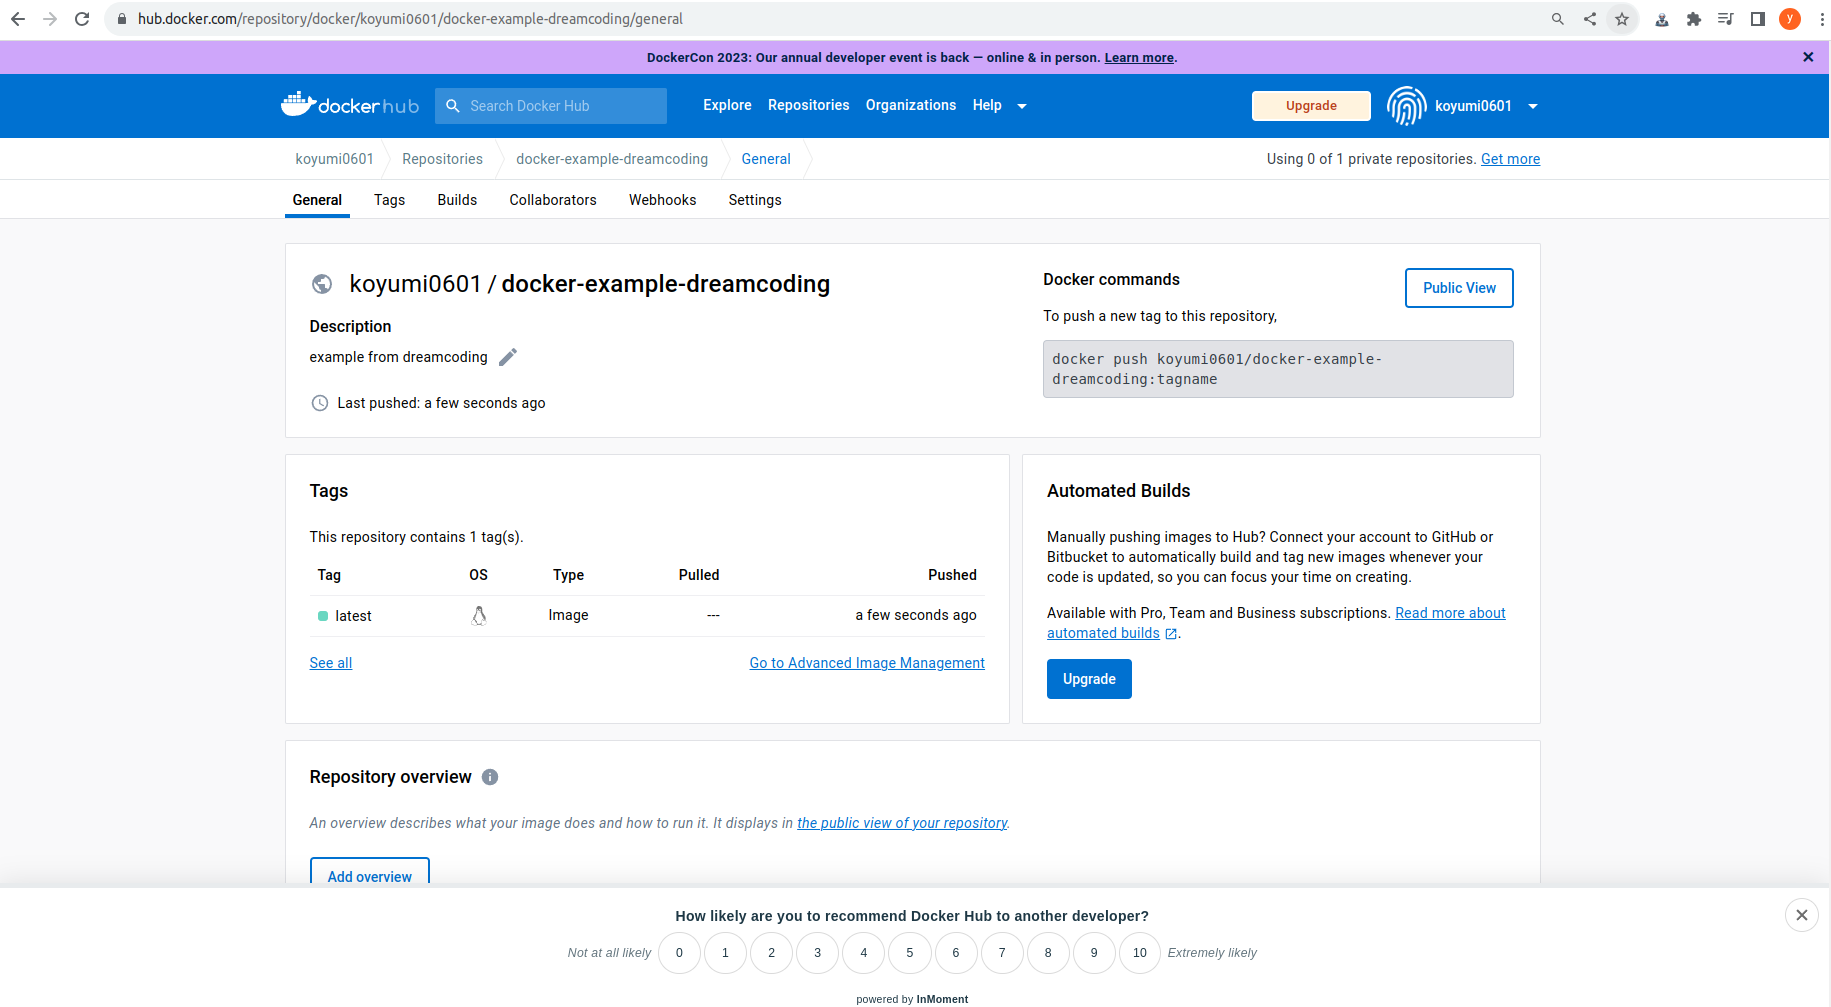 hub.docker.com/repository/docker/koyumi0601/docker-example-dreamcoding/general
y
DockerCon 2023: Our annual developer event is back — online & in person. Learn more.
docker hub
Search Docker Hub
Explore
Repositories
Organizations
Help
Upgrade
koyumi0601
koyumi0601
Repositories
docker-example-dreamcoding
General
Using 0 of 1 private repositories. Get more
General
Tags
Builds
Collaborators
Webhooks
Settings
koyumi0601 / docker-example-dreamcoding
Description
example from dreamcoding
Last pushed: a few seconds ago
Docker commands
Public View
To push a new tag to this repository,
docker push koyumi0601/docker-example-
dreamcoding:tagname
Tags
This repository contains 1 tag(s).
Tag OS Type Pulled Pushed
latest Image --- a few seconds ago
See all
Go to Advanced Image Management
Automated Builds
Manually pushing images to Hub? Connect your account to GitHub or
Bitbucket to automatically build and tag new images whenever your
code is updated, so you can focus your time on creating.
Available with Pro, Team and Business subscriptions. Read more about
automated builds.
Upgrade
Repository overview
An overview describes what your image does and how to run it. It displays in the public view of your repository.
Add overview
How likely are you to recommend Docker Hub to another developer?
Not at all likely 0 1 2 3 4 5 6 7 8 9 10 Extremely likely
powered by InMoment